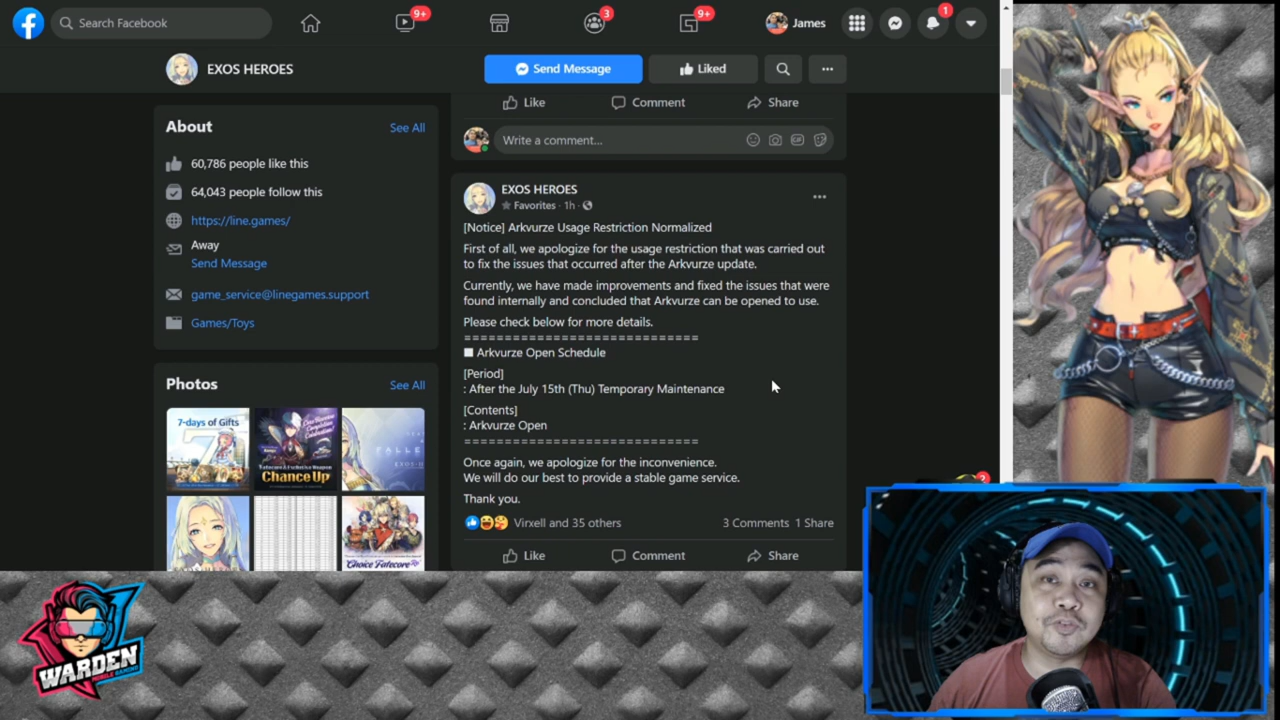 Search Facebook
9+
3
9+
James
1
EXOS HEROES
Send Message
Liked
Like
Comment
Share
About
See All
60,786 people like this
64,043 people follow this
https://line.games/
Away
Send Message
game_service@linegames.support
Games/Toys
Photos
See All
7-days of Gifts
Chance Up
Write a comment...
GIF
EXOS HEROES
Favorites · 1h ·
[Notice] Arkvurze Usage Restriction Normalized
First of all, we apologize for the usage restriction that was carried out
to fix the issues that occurred after the Arkvurze update.
Currently, we have made improvements and fixed the issues that were
found internally and concluded that Arkvurze can be opened to use.
Please check below for more details.
===========================
■ Arkvurze Open Schedule
[Period]
: After the July 15th (Thu) Temporary Maintenance
[Contents]
: Arkvurze Open
===========================
Once again, we apologize for the inconvenience.
We will do our best to provide a stable game service.
Thank you.
Virxell and 35 others
3 Comments 1 Share
Like
Comment
Share
2
WARDEN
MOBILE GAMING